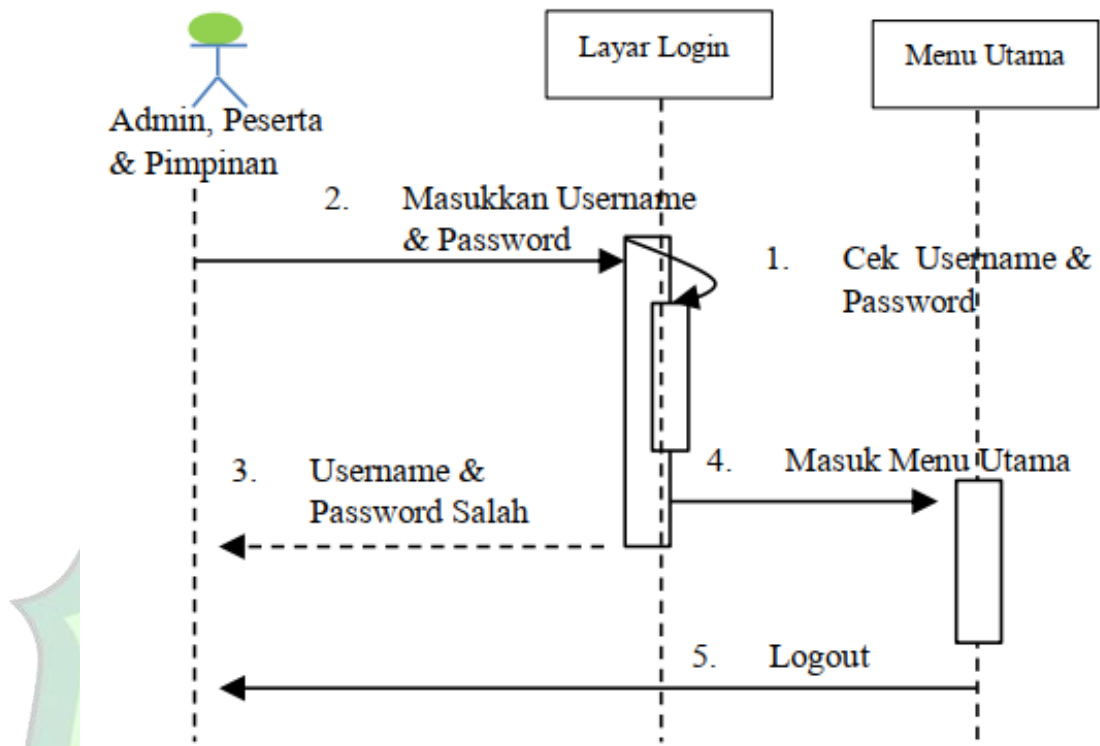 Layar Login
Menu Utama
Admin, Peserta
& Pimpinan
2. Masukkan Username
& Password
1. Cek Username &
Password
3. Username &
Password Salah
4. Masuk Menu Utama
5. Logout